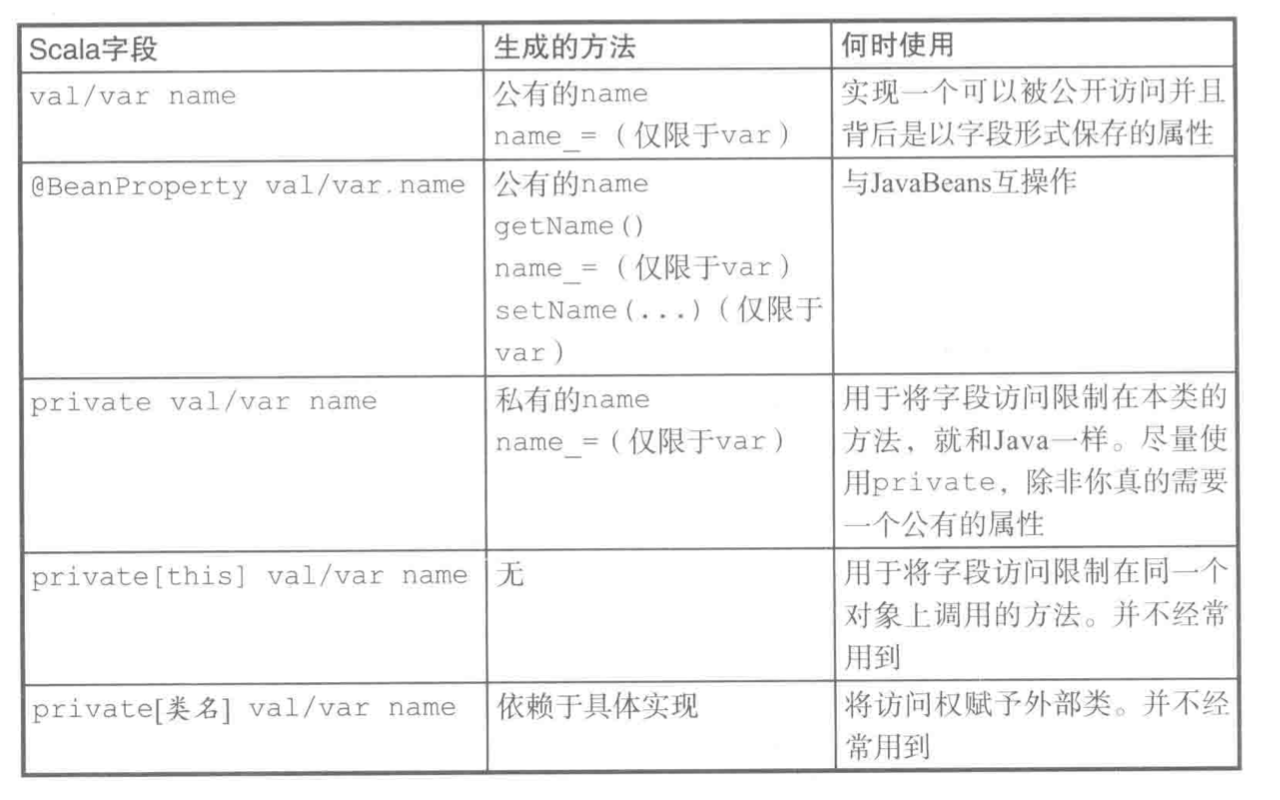 Scala字段 生成的方法 何时使用
val/var name 公有的name 实现一个可以被公开访问并且
name_= (仅限于var) 背后是以字段形式保存的属性
@BeanProperty val/var.name 公有的name 与JavaBeans互操作
getName()
name_= (仅限于var)
setName(...) (仅限于
var)
private val/var name 私有的name 用于将字段访问限制在本类的
name_= (仅限于var) 方法，就和Java一样。尽量使
用private，除非你真的需要
一个公有的属性
private[this] val/var name 无 用于将字段访问限制在同一个
对象上调用的方法。并不经常
用到
private[类名] val/var name 依赖于具体实现 将访问权赋予外部类。并不经
常用到